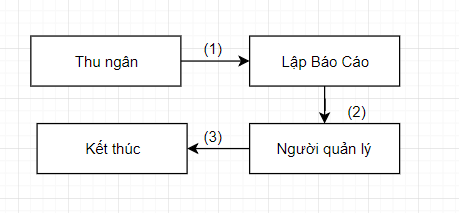 Thu ngân
(1)
Lập Báo Cáo
(2)
Người quản lý
(3)
Kết thúc